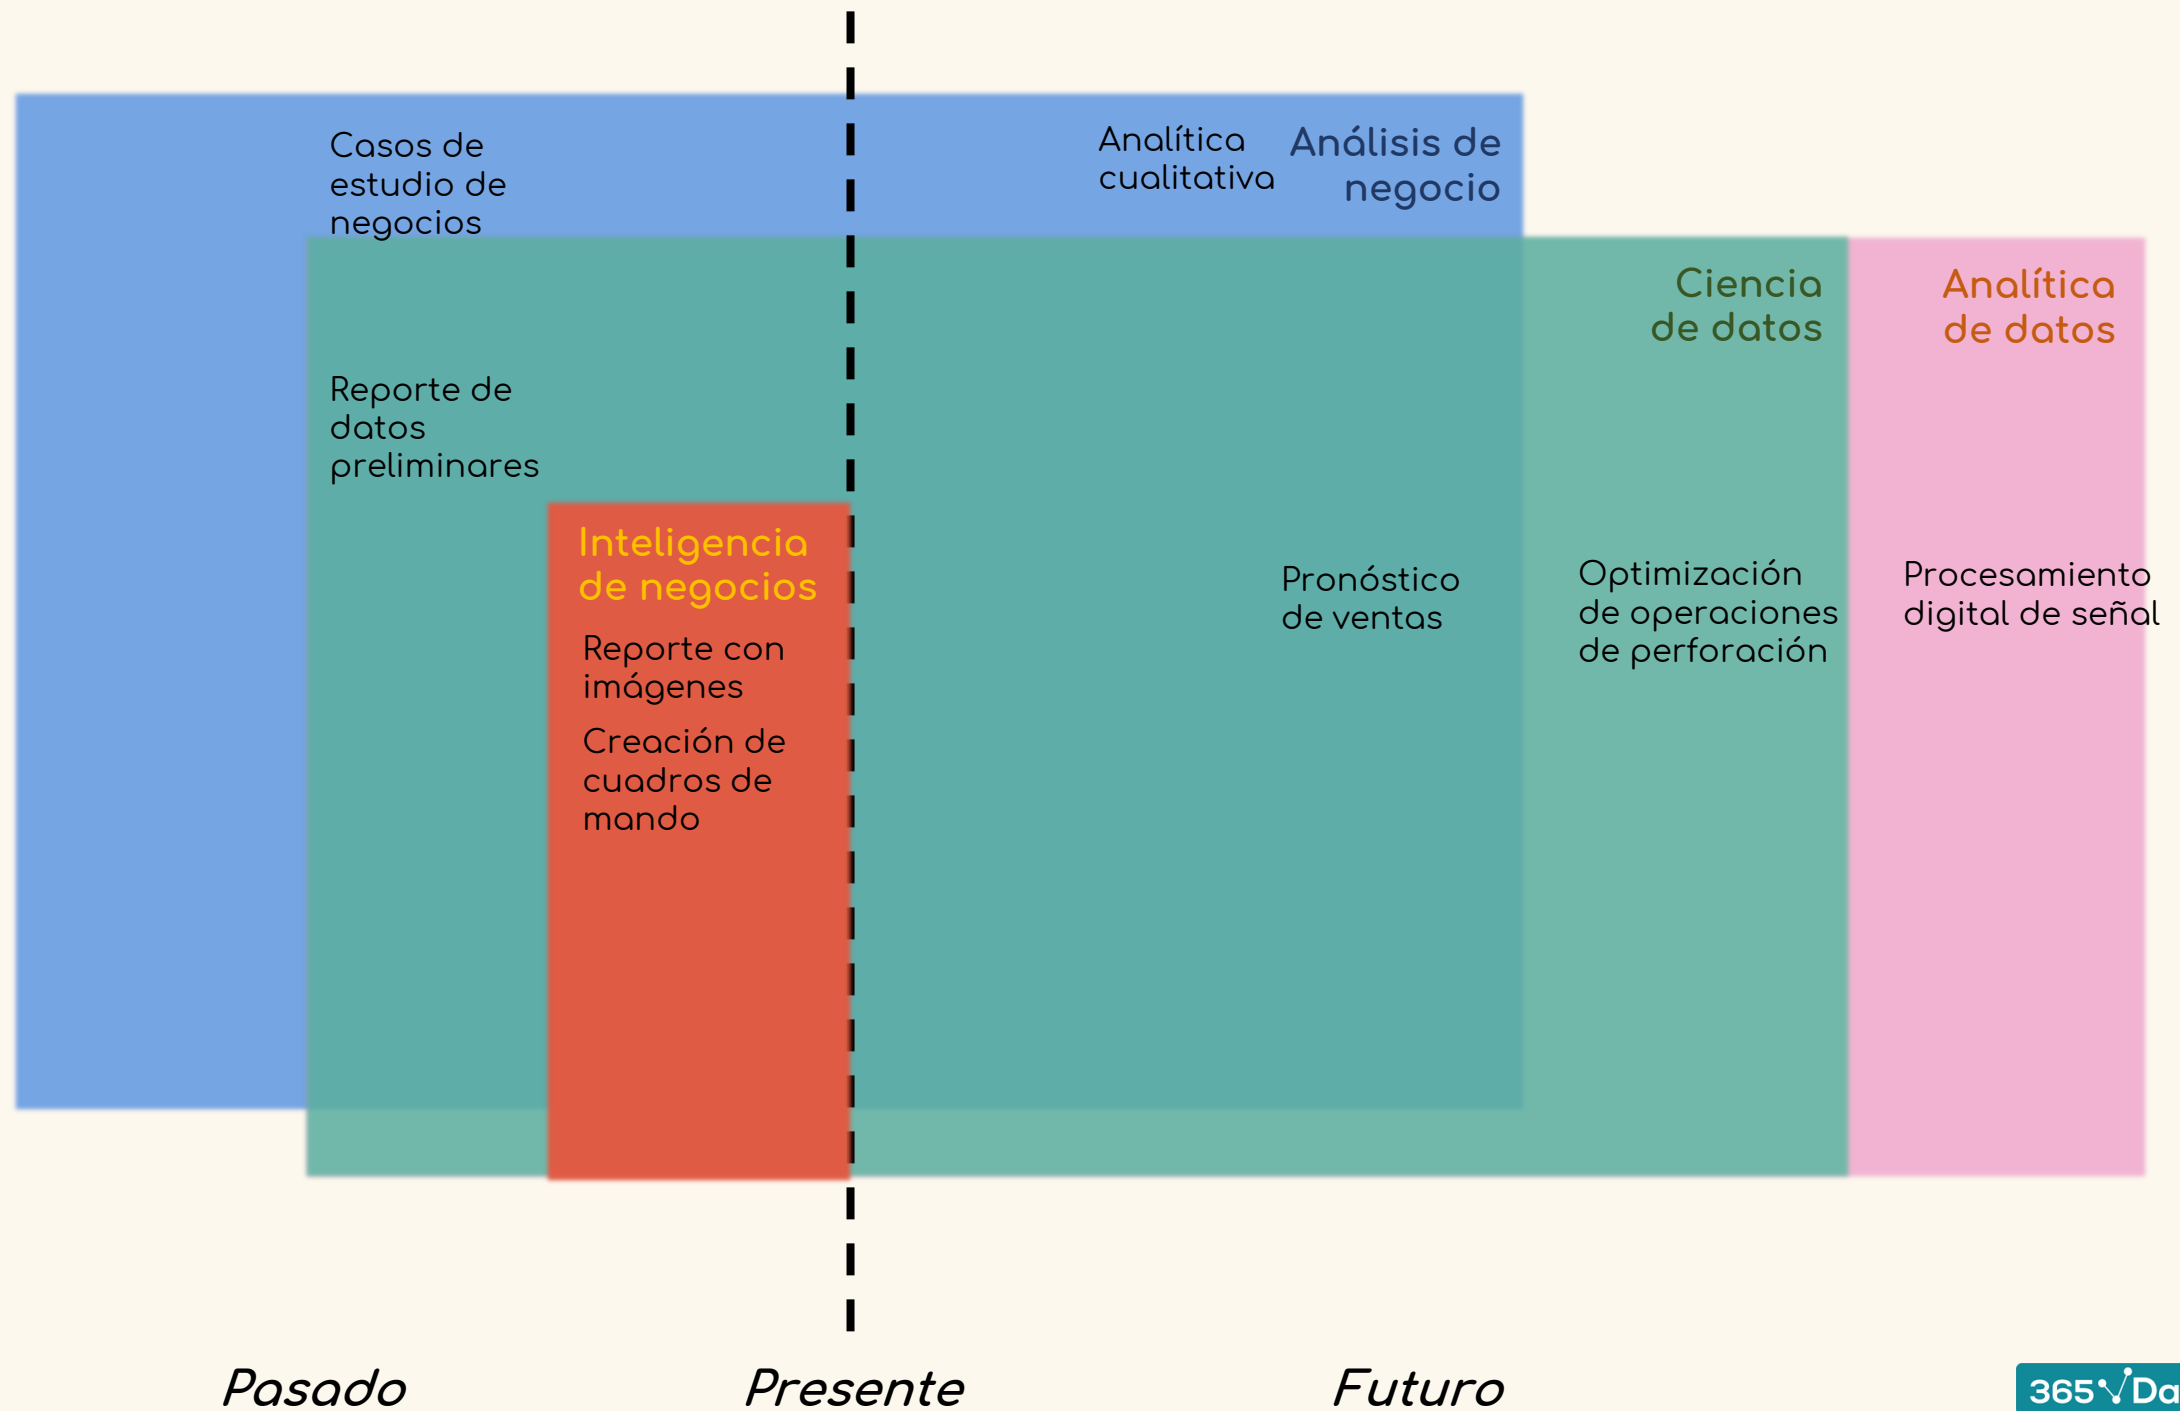 Casos de
estudio de
negocios
Analítica
cualitativa
Análisis de
negocio
Ciencia
de datos
Analítica
de datos
Reporte de
datos
preliminares
Inteligencia
de negocios
Reporte con
imágenes
Creación de
cuadros de
mando
Pronóstico
de ventas
Optimización
de operaciones
de perforación
Procesamiento
digital de señal
Pasado
Presente
Futuro
365 Da